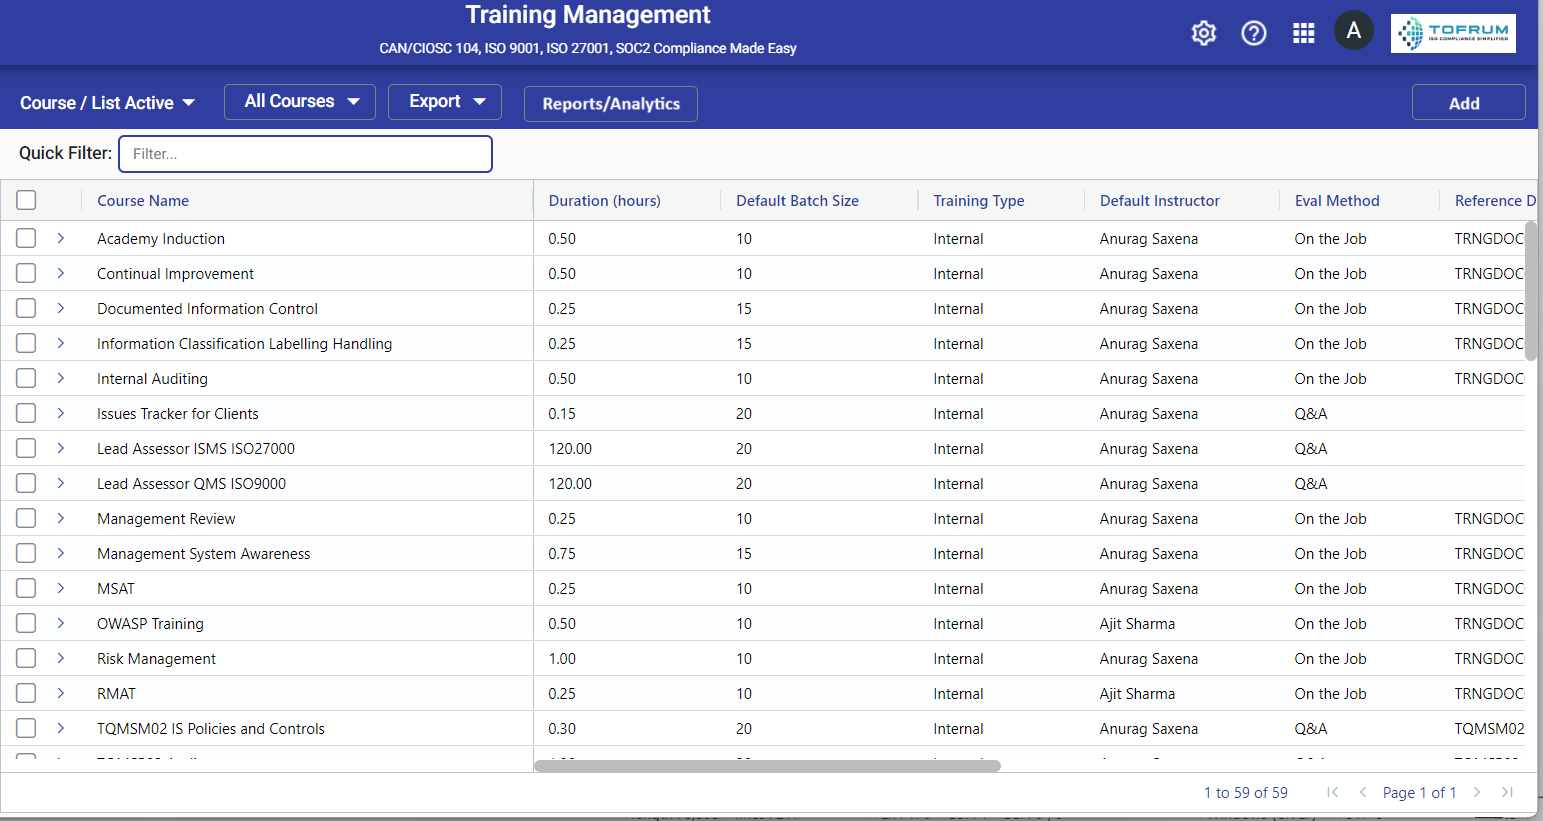 Training Management
CAN/CIOSC 104, ISO 9001, ISO 27001, SOC2 Compliance Made Easy
A
TOFRUM
ISO COMPLIANCE SIMPLIFIED
Course / List Active
All Courses
Export
Reports/Analytics
Add
Quick Filter: Filter...
Course Name Duration (hours) Default Batch Size Training Type Default Instructor Eval Method Reference D
Academy Induction 0.50 10 Internal Anurag Saxena On the Job TRNGDOC
Continual Improvement 0.50 10 Internal Anurag Saxena On the Job TRNGDOC
Documented Information Control 0.25 15 Internal Anurag Saxena On the Job TRNGDOC
Information Classification Labelling Handling 0.25 15 Internal Anurag Saxena On the Job TRNGDOC
Internal Auditing 0.50 10 Internal Anurag Saxena On the Job TRNGDOC
Issues Tracker for Clients 0.15 20 Internal Anurag Saxena Q&A
Lead Assessor ISMS ISO27000 120.00 20 Internal Anurag Saxena Q&A
Lead Assessor QMS ISO9000 120.00 20 Internal Anurag Saxena Q&A
Management Review 0.25 10 Internal Anurag Saxena On the Job TRNGDOC
Management System Awareness 0.75 15 Internal Anurag Saxena On the Job TRNGDOC
MSAT 0.25 10 Internal Anurag Saxena On the Job TRNGDOC
OWASP Training 0.50 10 Internal Ajit Sharma On the Job TRNGDOC
Risk Management 1.00 10 Internal Anurag Saxena On the Job TRNGDOC
RMAT 0.25 10 Internal Ajit Sharma On the Job TRNGDOC
TQMSM02 IS Policies and Controls 0.30 20 Internal Anurag Saxena Q&A TQMSM02
1 to 59 of 59 Page 1 of 1